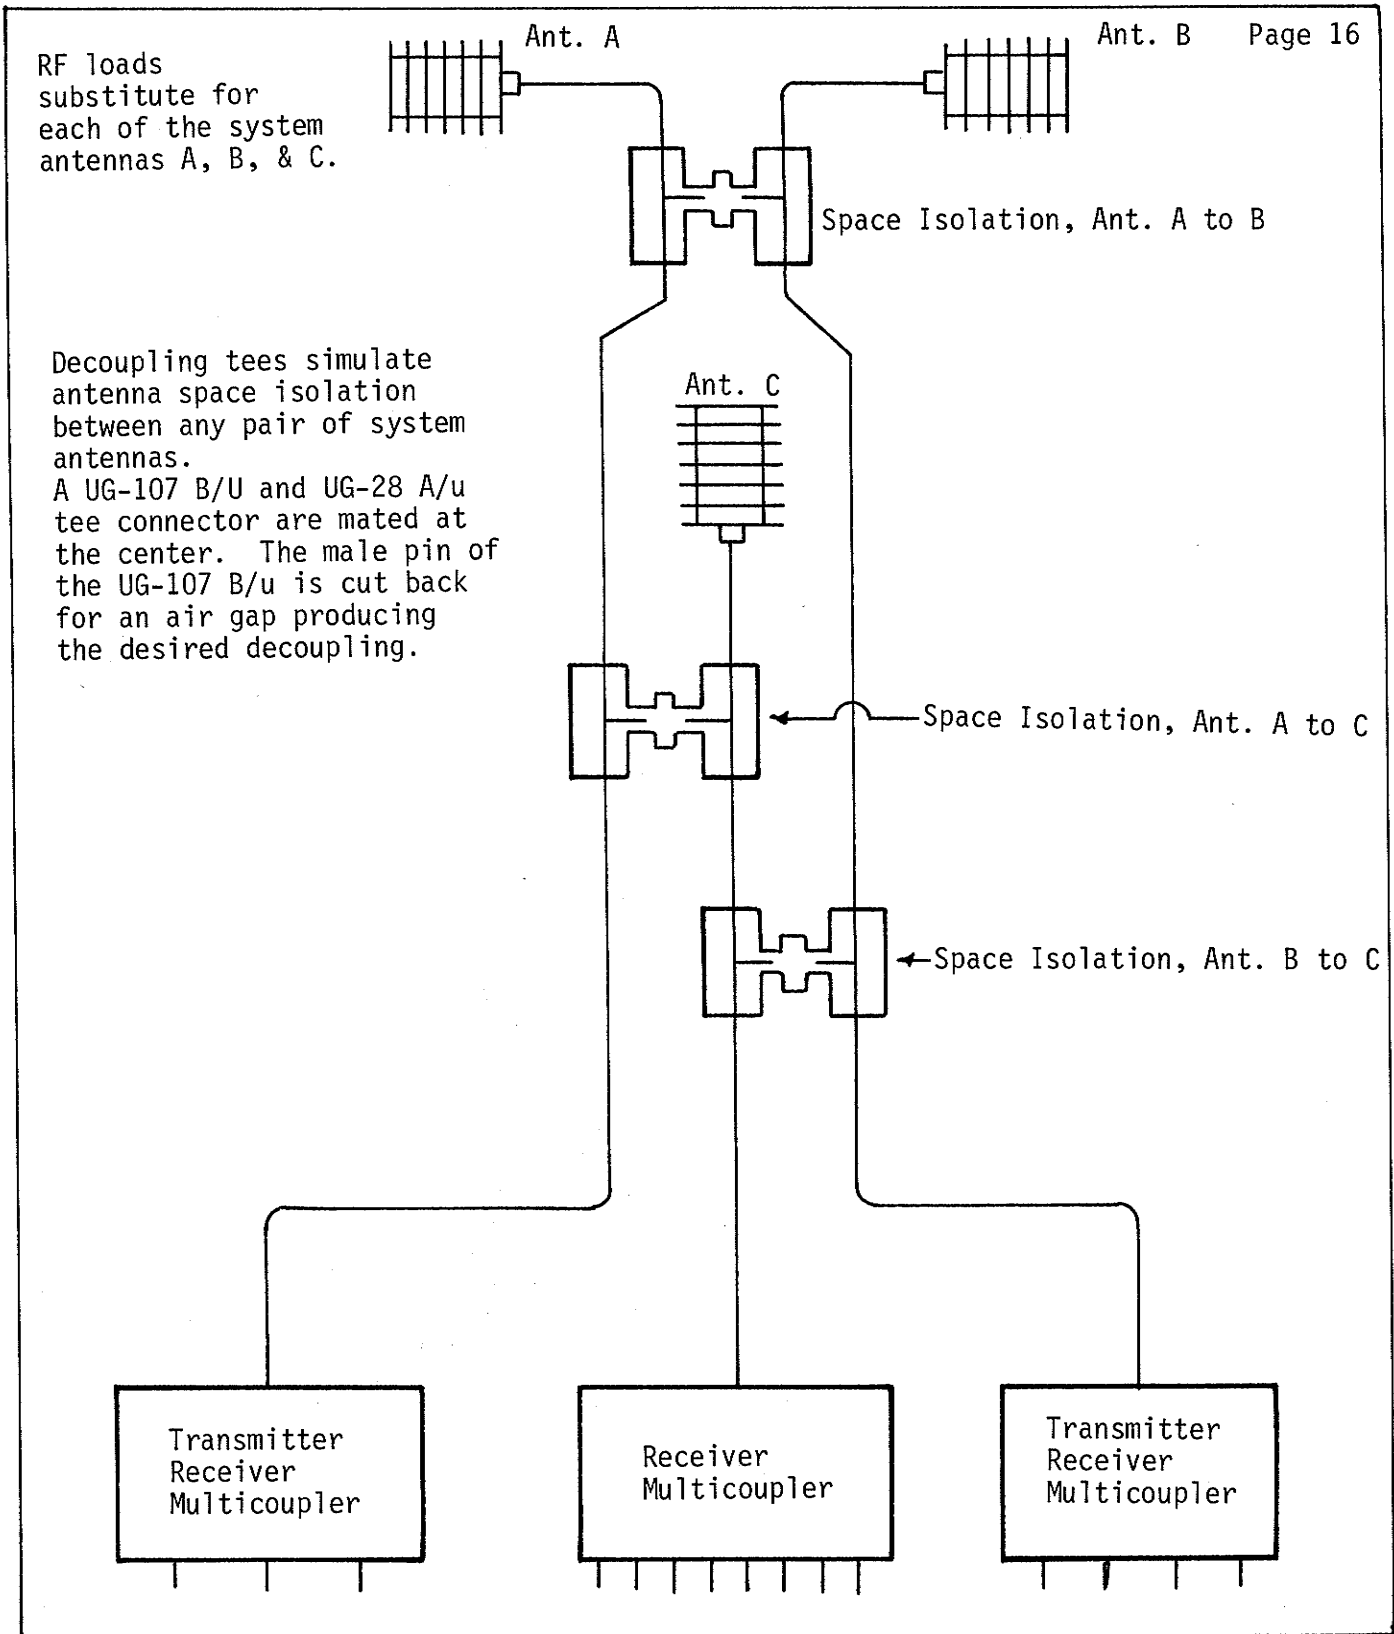 Ant. A
Ant. B
Page 16
RF loads
substitute for
each of the system
antennas A, B, & C.
Space Isolation, Ant. A to B
Decoupling tees simulate
antenna space isolation
between any pair of system
antennas.
A UG-107 B/U and UG-28 A/u
tee connector are mated at
the center. The male pin of
the UG-107 B/u is cut back
for an air gap producing
the desired decoupling.
Ant. C
Space Isolation, Ant. A to C
Space Isolation, Ant. B to C
Transmitter
Receiver
Multicoupler
Receiver
Multicoupler
Transmitter
Receiver
Multicoupler